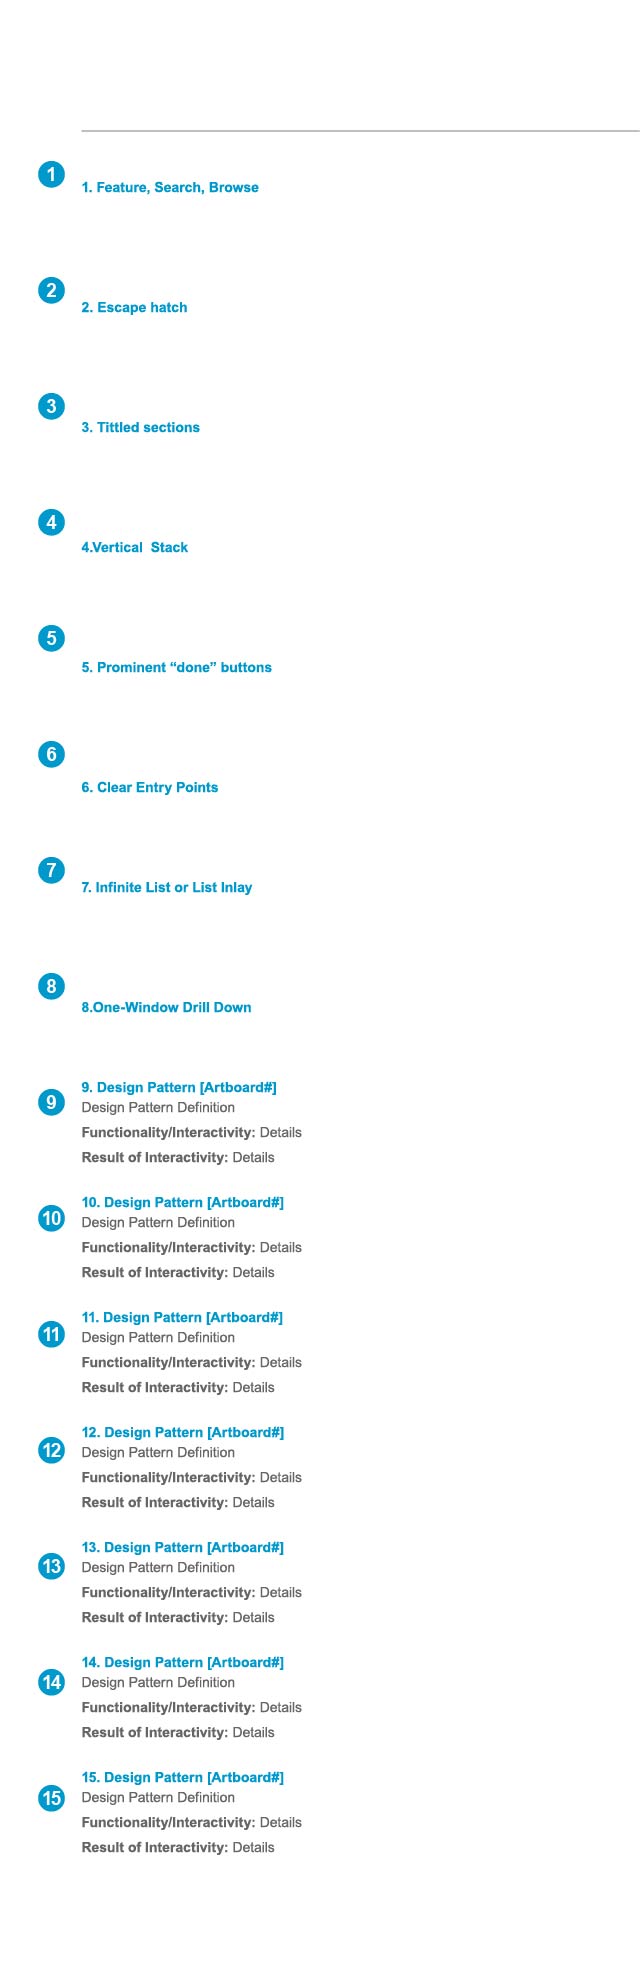 1
1. Feature, Search, Browse
2
2. Escape hatch
3
3. Tittled sections
4
4.Vertical  Stack
5
5. Prominent “done” buttons
6
6. Clear Entry Points
7
7. Infinite List or List Inlay
8
8.One-Window Drill Down
9
9. Design Pattern [Artboard#]
Design Pattern Definition
Functionality/Interactivity: Details
Result of Interactivity: Details
10
10. Design Pattern [Artboard#]
Design Pattern Definition
Functionality/Interactivity: Details
Result of Interactivity: Details
11
11. Design Pattern [Artboard#]
Design Pattern Definition
Functionality/Interactivity: Details
Result of Interactivity: Details
12
12. Design Pattern [Artboard#]
Design Pattern Definition
Functionality/Interactivity: Details
Result of Interactivity: Details
13
13. Design Pattern [Artboard#]
Design Pattern Definition
Functionality/Interactivity: Details
Result of Interactivity: Details
14
14. Design Pattern [Artboard#]
Design Pattern Definition
Functionality/Interactivity: Details
Result of Interactivity: Details
15
15. Design Pattern [Artboard#]
Design Pattern Definition
Functionality/Interactivity: Details
Result of Interactivity: Details